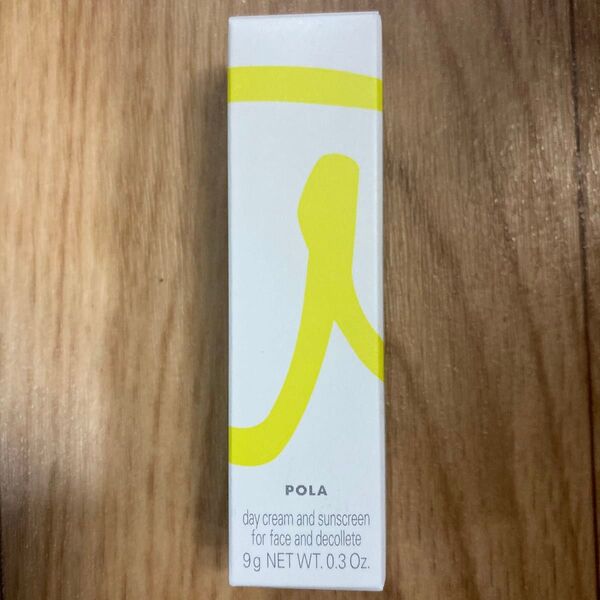 POLA
day cream and sunscreen
for face and decollete
9g NET WT. 0.3 Oz.